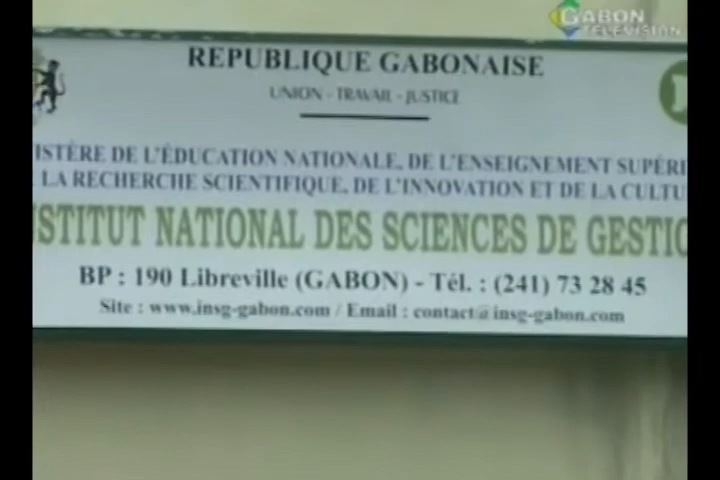 GABON
TÉLÉVISION
REPUBLIQUE GABONAISE
UNION - TRAVAIL - JUSTICE
ISTÈRE DE L'ÉDUCATION NATIONALE, DE L'ENSEIGNEMENT SUPÉRI
LA RECHERCHE SCIENTIFIQUE, DE L'INNOVATION ET DE LA CULTU
NSTITUT NATIONAL DES SCIENCES DE GESTIO
BP : 190 Libreville (GABON) - Tél. : (241) 73 28 45
Site : www.insg-gabon.com / Email : contact@insg-gabon.com